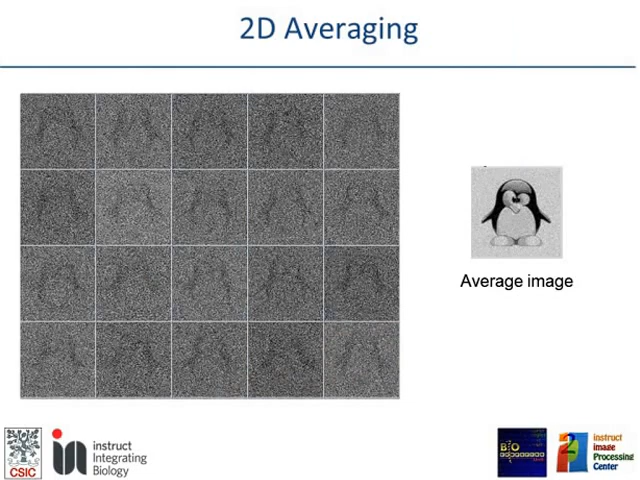 2D Averaging
Average image
CSIC
instruct
Integrating
Biology
instruct
image
Processing
Center